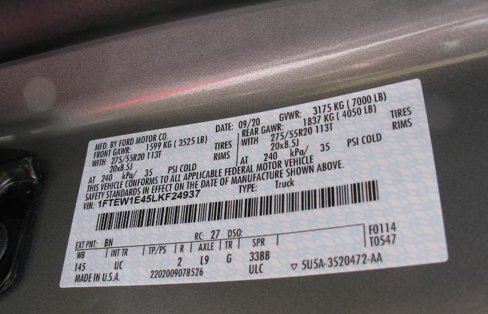 MFD. BY FORD MOTOR CO. DATE: 09/20 GVWR: 3175 KG ( 7000 LB)
FRONT GAWR: 1599 KG ( 3525 LB) REAR GAWR: 1837 KG ( 4050 LB)
WITH 275/55R20 113T TIRES WITH 275/55R20 113T TIRES
20x8.5J RIMS 20x8.5J RIMS
AT 240 kPa/ 35 PSI COLD AT 240 kPa/ 35 PSI COLD
THIS VEHICLE CONFORMS TO ALL APPLICABLE FEDERAL MOTOR VEHICLE
SAFETY STANDARDS IN EFFECT ON THE DATE OF MANUFACTURE SHOWN ABOVE.
VIN: 1FTEW1E45LKF24937 TYPE: Truck
F0114
T0547
EXT PNT: BN RC: 27 DSO:
WB INT TR TP/PS R AXLE TR SPR
145 UC 2 L9 G 33BB
MADE IN U.S.A. 2202009078526 ULC 5U5A-3520472-AA